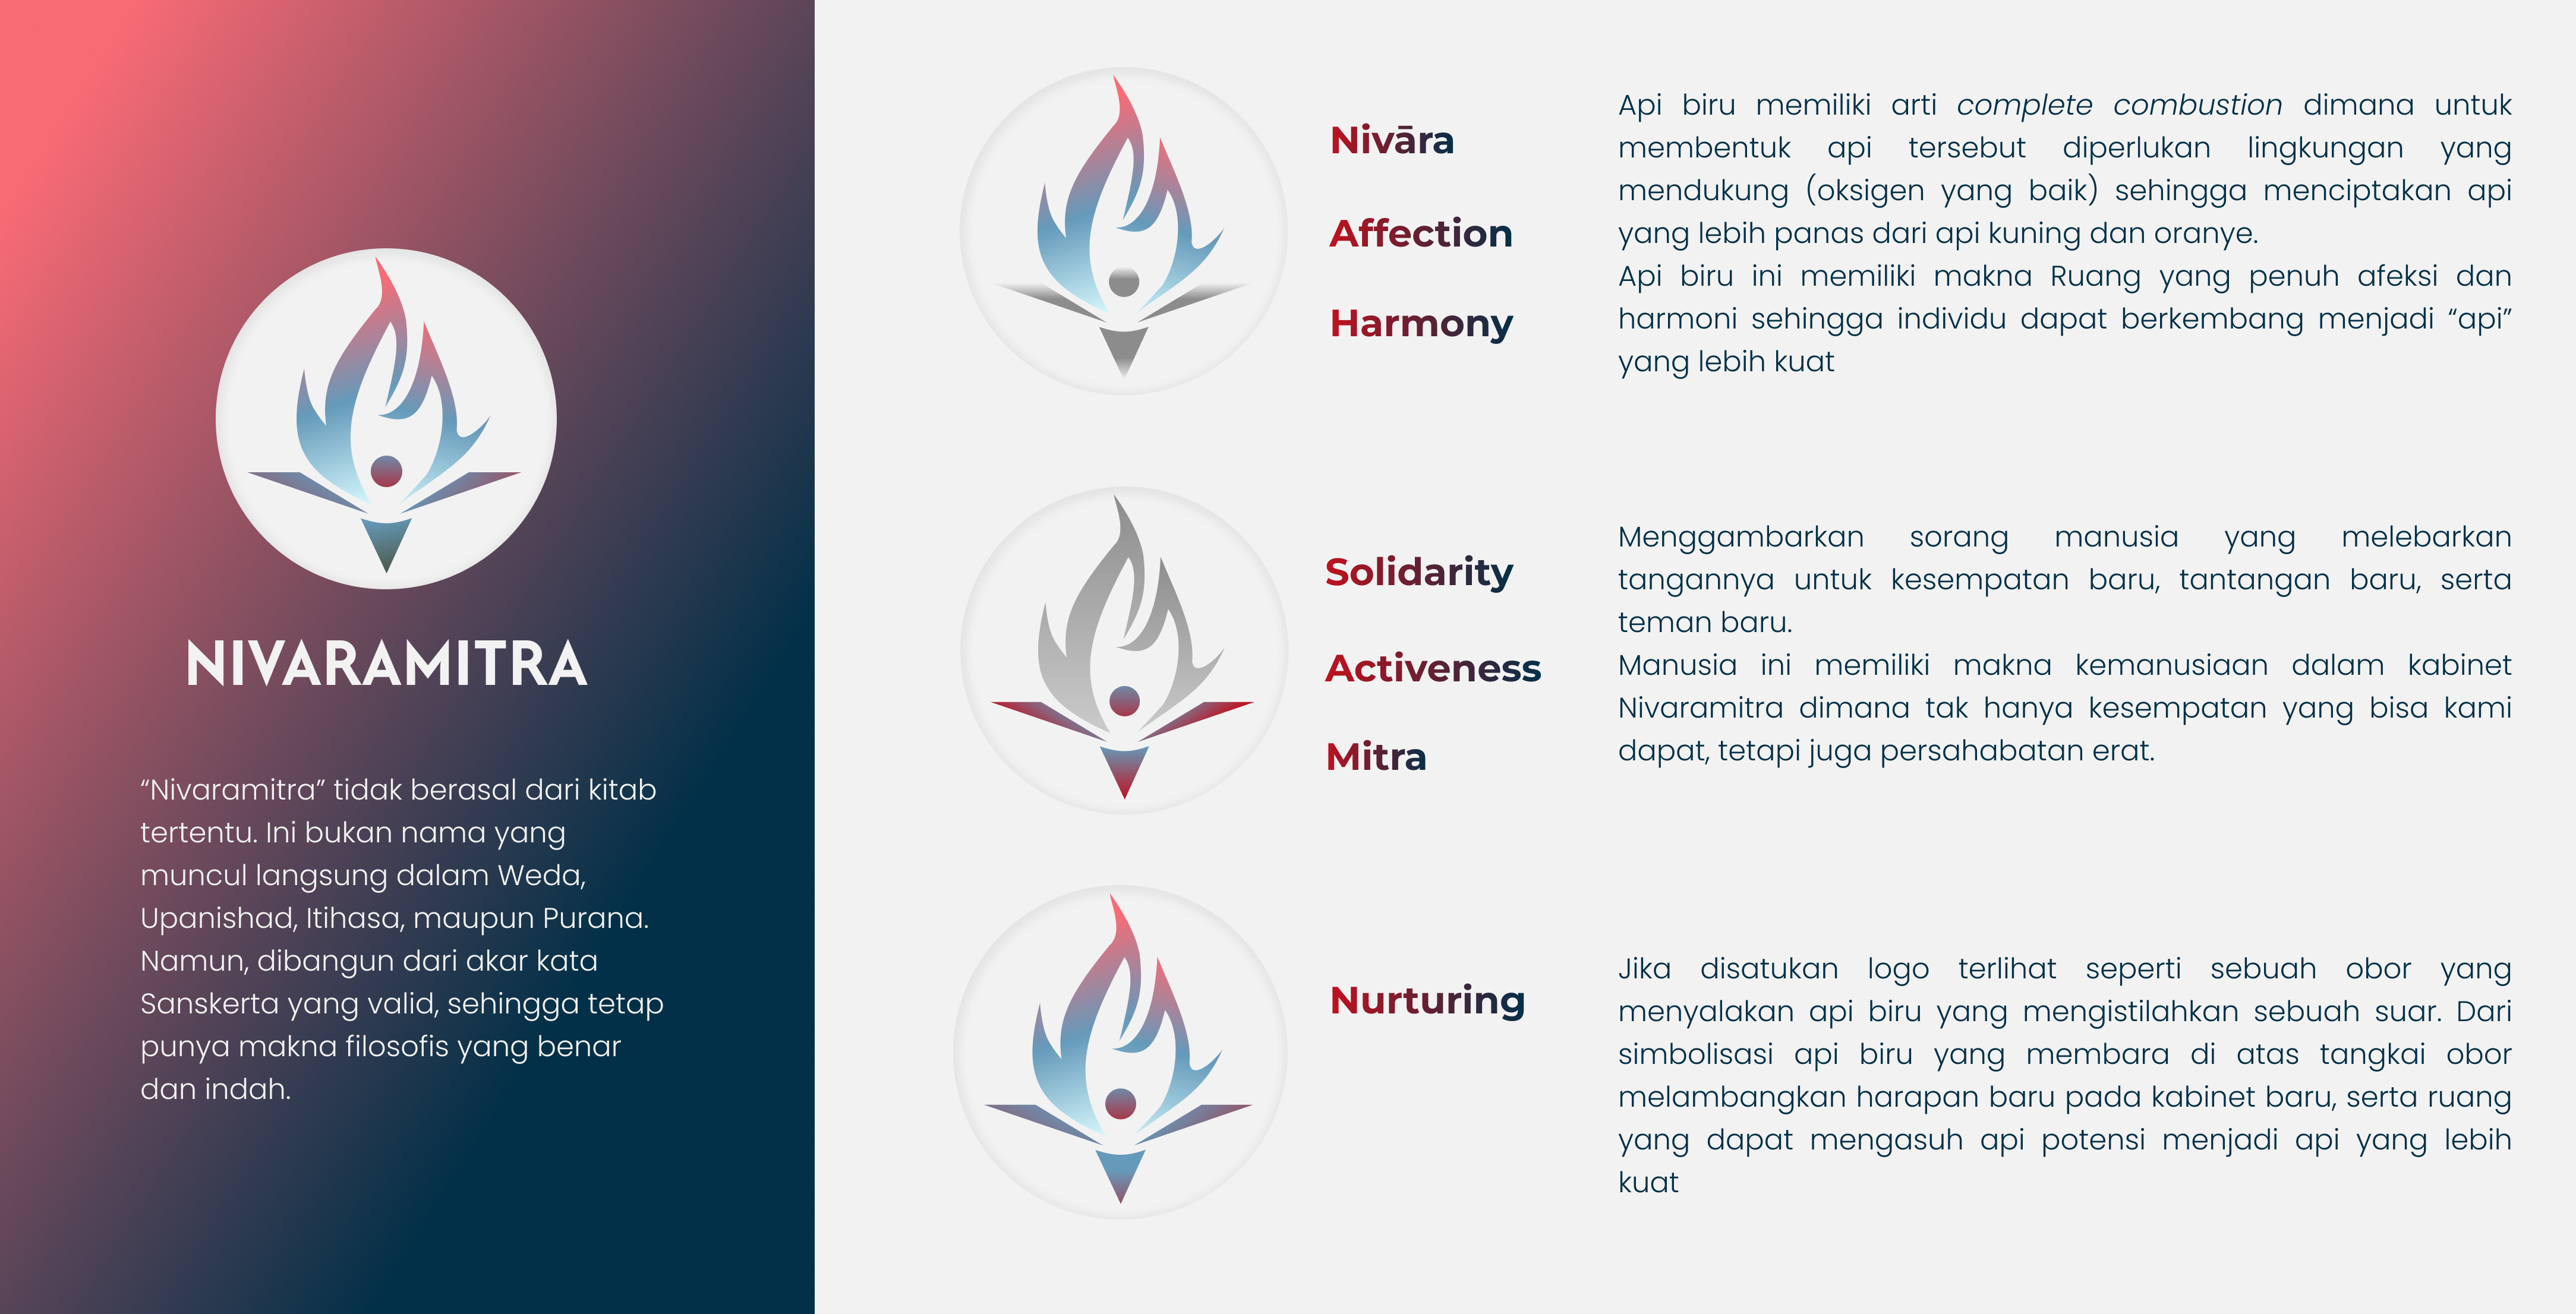 NIVARAMITRA
“Nivaramitra” tidak berasal dari kitab
tertentu. Ini bukan nama yang
muncul langsung dalam Weda,
Upanishad, Itihasa, maupun Purana.
Namun, dibangun dari akar kata
Sanskerta yang valid, sehingga tetap
punya makna filosofis yang benar
dan indah.
Nivāra
Affection
Harmony
Api biru memiliki arti complete combustion dimana untuk
membentuk api tersebut diperlukan lingkungan yang
mendukung (oksigen yang baik) sehingga menciptakan api
yang lebih panas dari api kuning dan oranye.
Api biru ini memiliki makna Ruang yang penuh afeksi dan
harmoni sehingga individu dapat berkembang menjadi “api”
yang lebih kuat
Solidarity
Activeness
Mitra
Menggambarkan sorang manusia yang melebarkan
tangannya untuk kesempatan baru, tantangan baru, serta
teman baru.
Manusia ini memiliki makna kemanusiaan dalam kabinet
Nivaramitra dimana tak hanya kesempatan yang bisa kami
dapat, tetapi juga persahabatan erat.
Nurturing
Jika disatukan logo terlihat seperti sebuah obor yang
menyalakan api biru yang mengistilahkan sebuah suar. Dari
simbolisasi api biru yang membara di atas tangkai obor
melambangkan harapan baru pada kabinet baru, serta ruang
yang dapat mengasuh api potensi menjadi api yang lebih
kuat